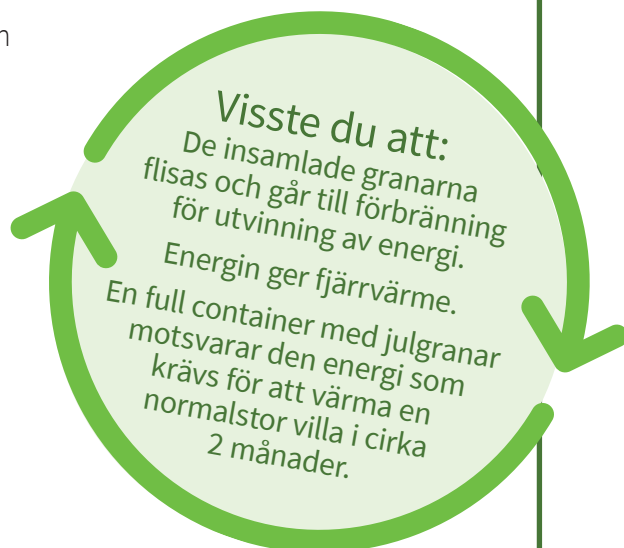 Visste du att:
De insamlade granarna
flisas och går till förbränning
för utvinning av energi.
Energin ger fjärrvärme.
En full container med julgranar
motsvarar den energi som
krävs för att värma en
normalstor villa i cirka
2 månader.